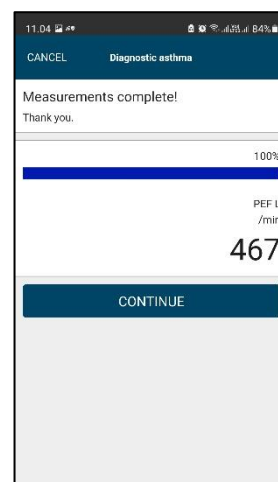 11.04 84%
CANCEL Diagnostic asthma
Measurements complete!
Thank you.
100%
PEF L
/min
467
CONTINUE